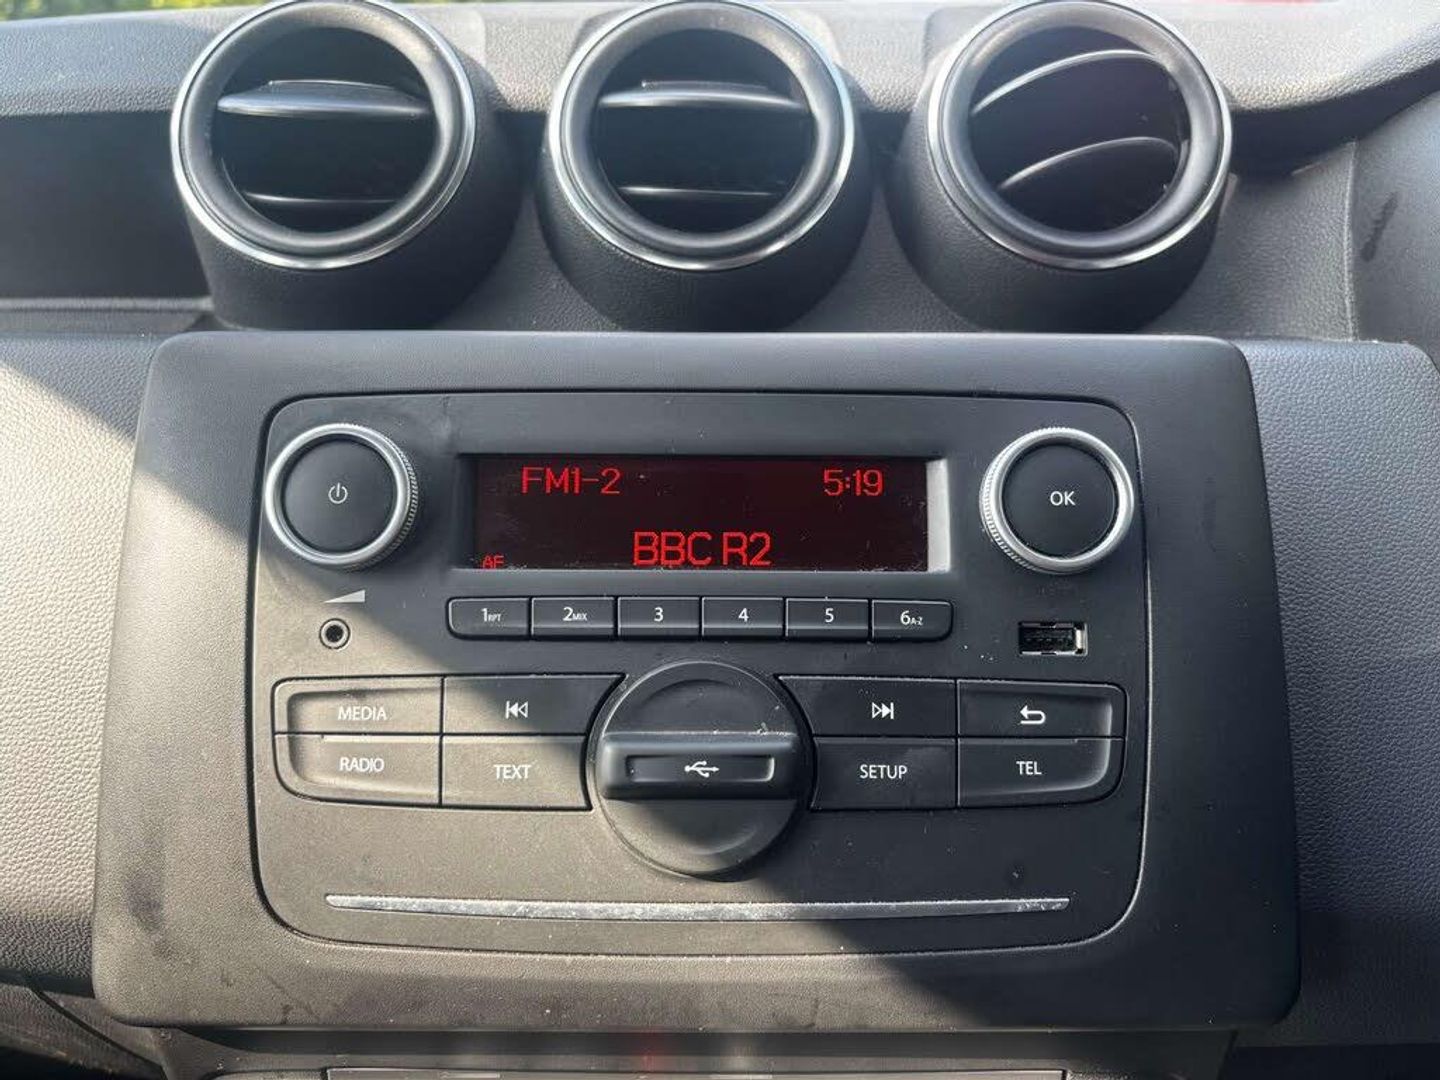 FM1-2 5:19
BBC R2
AF
OK
1RPT 2MIX 3 4 5 6A-Z
MEDIA
RADIO TEXT SETUP TEL